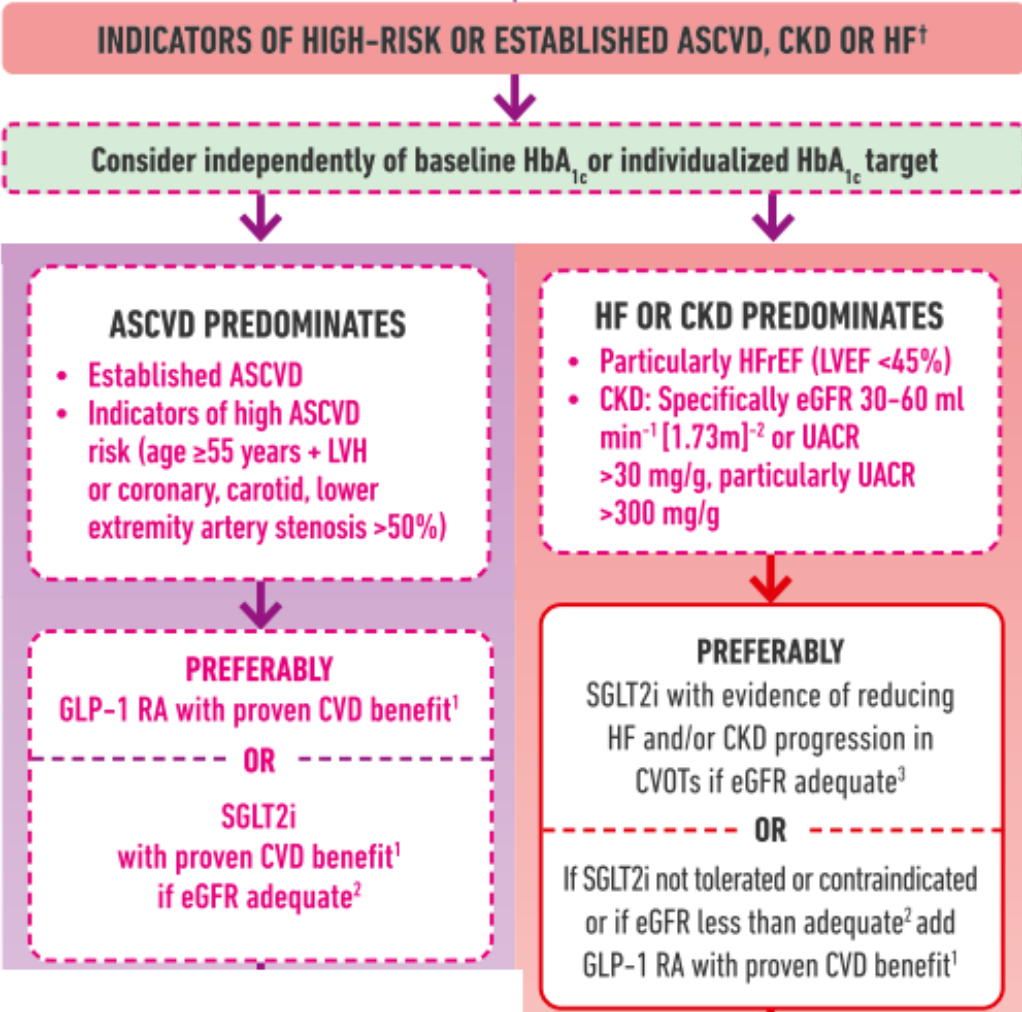 INDICATORS OF HIGH-RISK OR ESTABLISHED ASCVD, CKD OR HF†
Consider independently of baseline HbA1c or individualized HbA1c target
ASCVD PREDOMINATES
• Established ASCVD
• Indicators of high ASCVD
risk (age ≥55 years + LVH
or coronary, carotid, lower
extremity artery stenosis >50%)
PREFERABLY
GLP-1 RA with proven CVD benefit¹
OR
SGLT2i
with proven CVD benefit¹
if eGFR adequate²
HF OR CKD PREDOMINATES
• Particularly HFrEF (LVEF <45%)
• CKD: Specifically eGFR 30–60 ml
min⁻¹ [1.73m]⁻² or UACR
>30 mg/g, particularly UACR
>300 mg/g
PREFERABLY
SGLT2i with evidence of reducing
HF and/or CKD progression in
CVOTs if eGFR adequate³
OR
If SGLT2i not tolerated or contraindicated
or if eGFR less than adequate² add
GLP-1 RA with proven CVD benefit¹